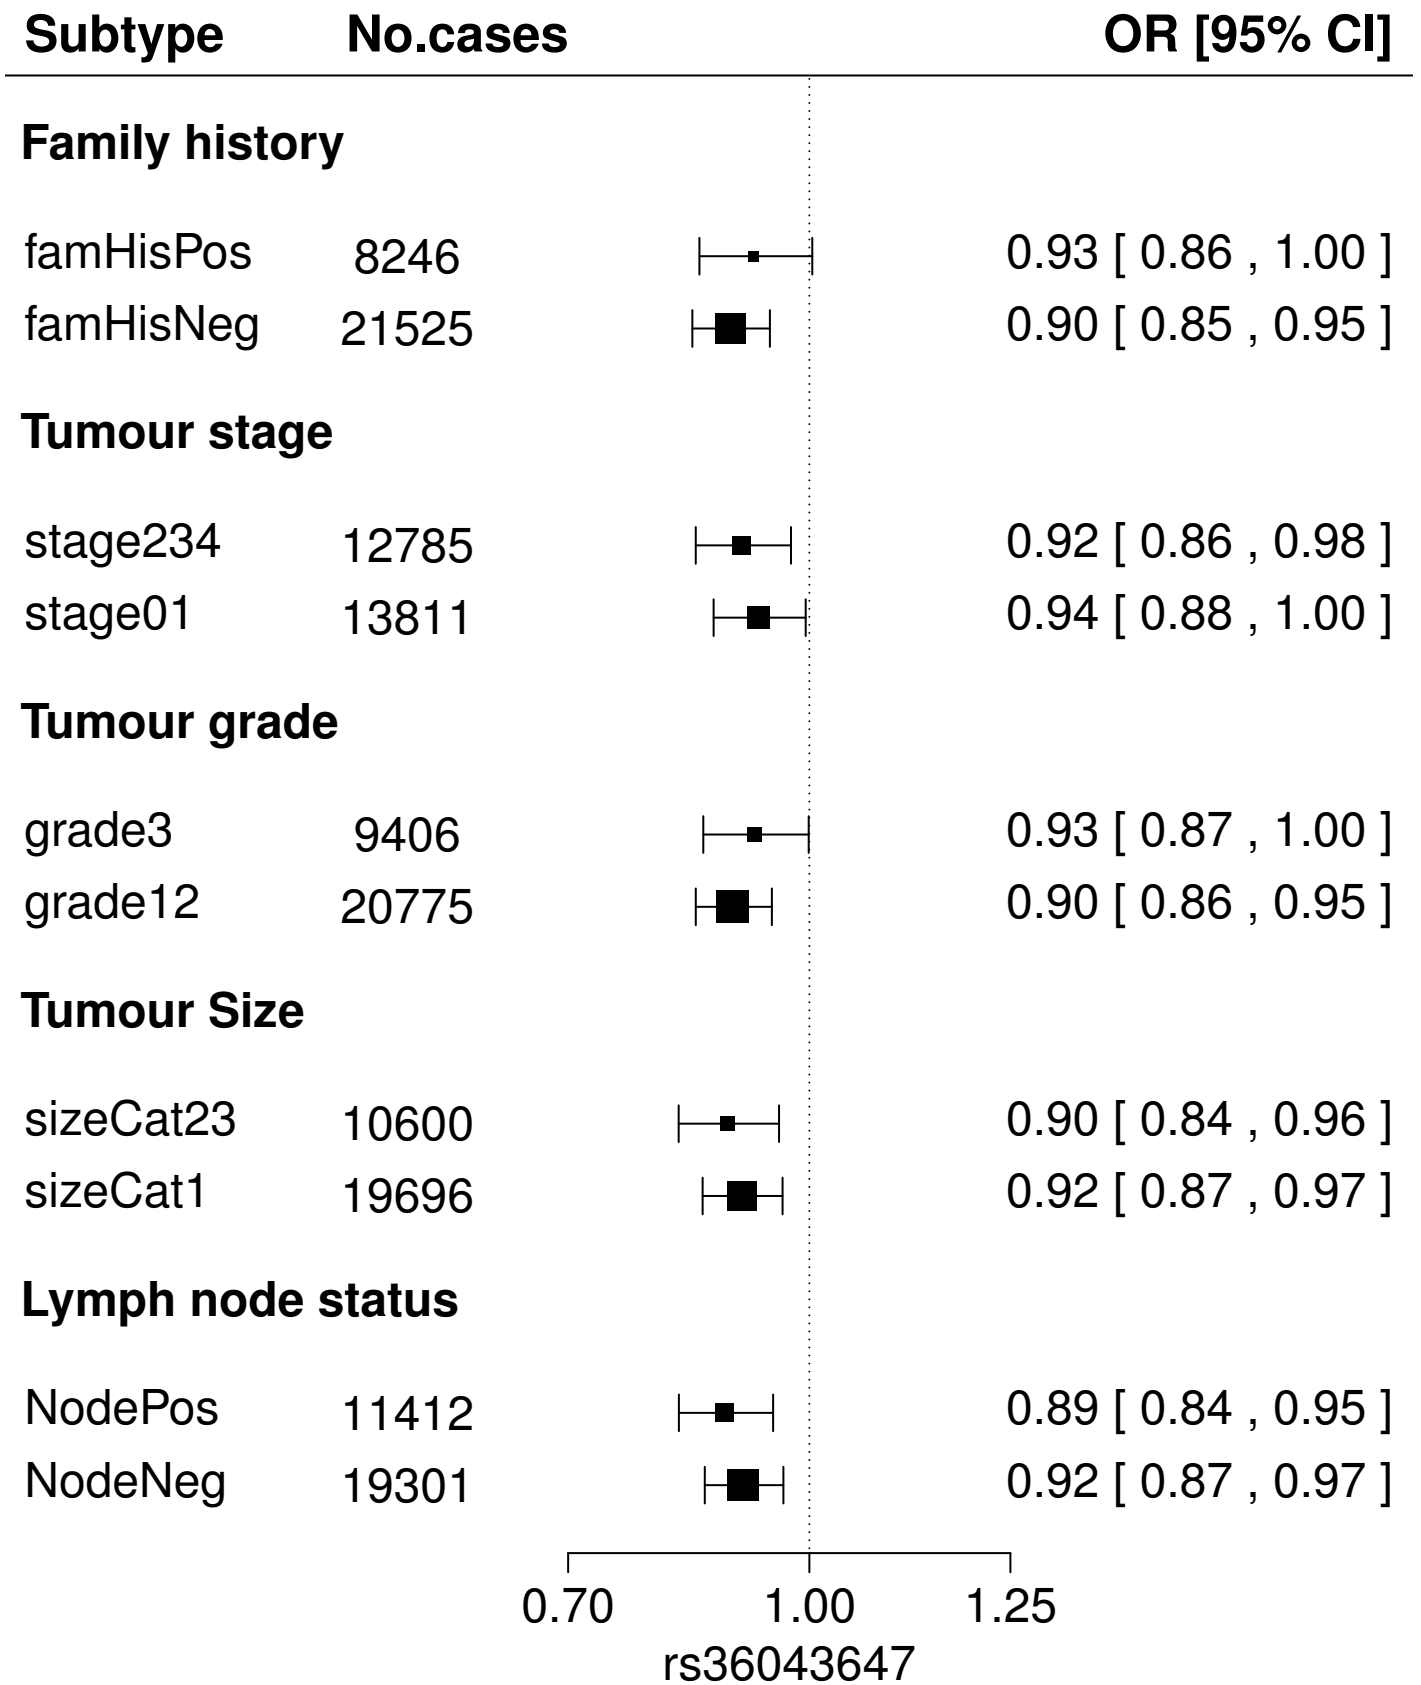 Subtype No.cases OR [95% CI]
Family history
famHisPos 8246 0.93 [ 0.86 , 1.00 ]
famHisNeg 21525 0.90 [ 0.85 , 0.95 ]
Tumour stage
stage234 12785 0.92 [ 0.86 , 0.98 ]
stage01 13811 0.94 [ 0.88 , 1.00 ]
Tumour grade
grade3 9406 0.93 [ 0.87 , 1.00 ]
grade12 20775 0.90 [ 0.86 , 0.95 ]
Tumour Size
sizeCat23 10600 0.90 [ 0.84 , 0.96 ]
sizeCat1 19696 0.92 [ 0.87 , 0.97 ]
Lymph node status
NodePos 11412 0.89 [ 0.84 , 0.95 ]
NodeNeg 19301 0.92 [ 0.87 , 0.97 ]
0.70 1.00 1.25
rs36043647